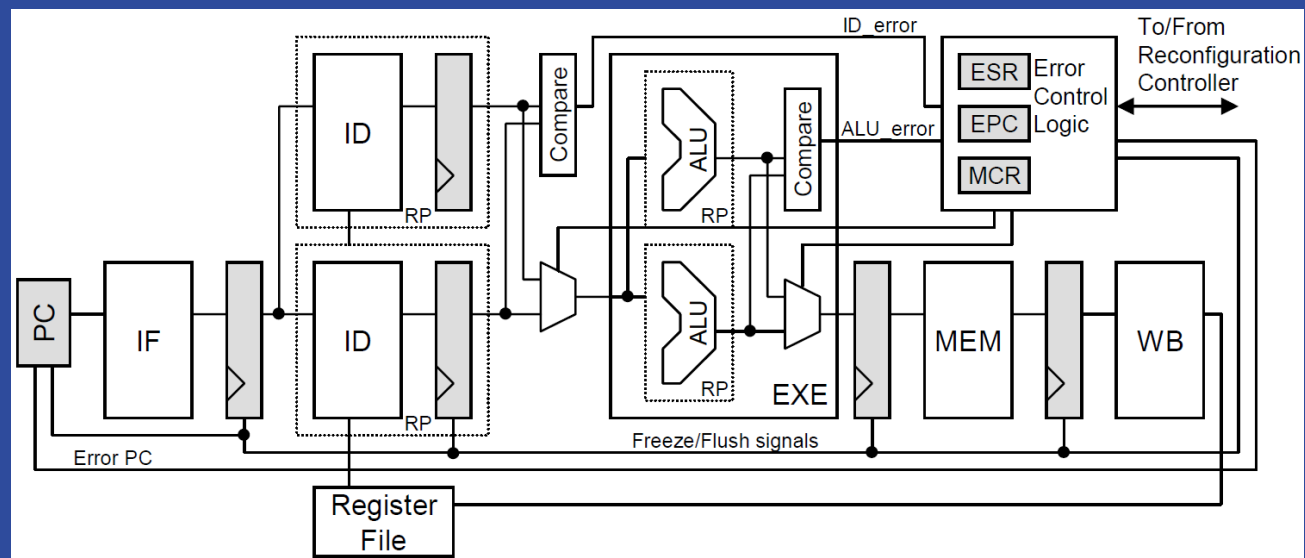 ID_error
To/From
Reconfiguration
Controller
ESR
Error
Control
Logic
EPC
MCR
ID
RP
Compare
ALU
RP
Compare
ALU_error
PC
IF
ID
RP
ALU
RP
EXE
MEM
WB
Freeze/Flush signals
Error PC
Register
File